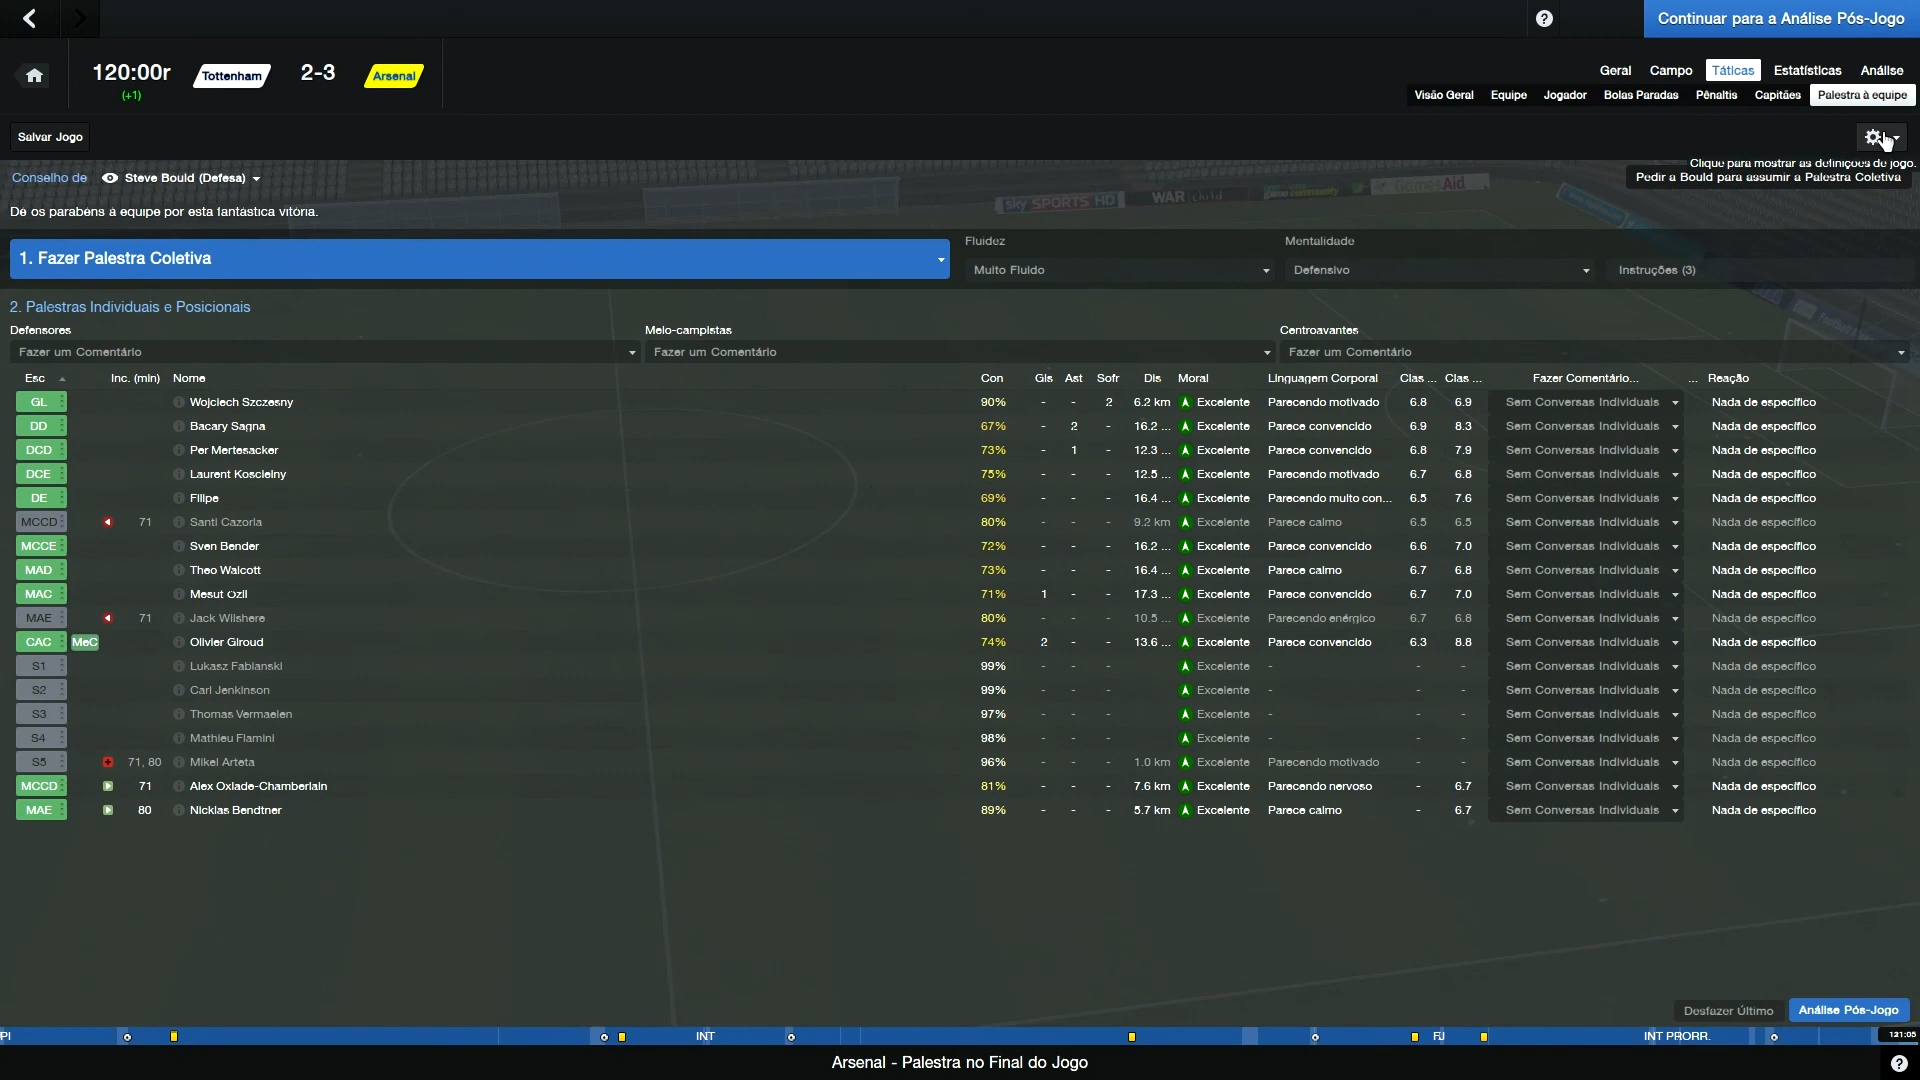 Continuar para a Análise Pós-Jogo
120:00r Tottenham 2-3 Arsenal
(+1)
Geral Campo Táticas Estatísticas Análise
Visão Geral Equipe Jogador Bolas Paradas Pênaltis Capitães Palestra à equipe
Salvar Jogo
Clique para mostrar as definições de jogo.
Pedir a Bould para assumir a Palestra Coletiva
Conselho de Steve Bould (Defesa)
Dê os parabéns à equipe por esta fantástica vitória.
sky SPORTS HD WAR child GamesAid
1. Fazer Palestra Coletiva
Fluidez Mentalidade
Muito Fluido Defensivo Instruções (3)
2. Palestras Individuais e Posicionais
Defensores Meio-campistas Centroavantes
Fazer um Comentário Fazer um Comentário Fazer um Comentário
Esc Inc. (min) Nome Con Gls Ast Sofr Dis Moral Linguagem Corporal Clas ... Clas ... Fazer Comentário... ... Reação
GL Wojciech Szczesny 90% - - 2 6.2 km Excelente Parecendo motivado 6.8 6.9 Sem Conversas Individuais Nada de específico
DD Bacary Sagna 67% - 2 - 16.2 ... Excelente Parece convencido 6.9 8.3 Sem Conversas Individuais Nada de específico
DCD Per Mertesacker 73% - 1 - 12.3 ... Excelente Parece convencido 6.8 7.9 Sem Conversas Individuais Nada de específico
DCE Laurent Koscielny 75% - - - 12.5 ... Excelente Parecendo motivado 6.7 6.8 Sem Conversas Individuais Nada de específico
DE Filipe 69% - - - 16.4 ... Excelente Parecendo muito con... 6.5 7.6 Sem Conversas Individuais Nada de específico
MCCD 71 Santi Cazorla 80% - - - 9.2 km Excelente Parece calmo 6.5 6.5 Sem Conversas Individuais Nada de específico
MCCE Sven Bender 72% - - - 16.2 ... Excelente Parece convencido 6.6 7.0 Sem Conversas Individuais Nada de específico
MAD Theo Walcott 73% - - - 16.4 ... Excelente Parece calmo 6.7 6.8 Sem Conversas Individuais Nada de específico
MAC Mesut Özil 71% 1 - - 17.3 ... Excelente Parece convencido 6.7 7.0 Sem Conversas Individuais Nada de específico
MAE 71 Jack Wilshere 80% - - - 10.5 ... Excelente Parecendo enérgico 6.7 6.8 Sem Conversas Individuais Nada de específico
CAC MeC Olivier Giroud 74% 2 - - 13.6 ... Excelente Parece convencido 6.3 8.8 Sem Conversas Individuais Nada de específico
S1 Lukasz Fabianski 99% - - - Excelente - - - Sem Conversas Individuais Nada de específico
S2 Carl Jenkinson 99% - - - Excelente - - - Sem Conversas Individuais Nada de específico
S3 Thomas Vermaelen 97% - - - Excelente - - - Sem Conversas Individuais Nada de específico
S4 Mathieu Flamini 98% - - - Excelente - - - Sem Conversas Individuais Nada de específico
S5 71, 80 Mikel Arteta 96% - - - 1.0 km Excelente Parecendo motivado - - Sem Conversas Individuais Nada de específico
MCCD 71 Alex Oxlade-Chamberlain 81% - - - 7.6 km Excelente Parecendo nervoso - 6.7 Sem Conversas Individuais Nada de específico
MAE 80 Nicklas Bendtner 89% - - - 5.7 km Excelente Parece calmo - 6.7 Sem Conversas Individuais Nada de específico
Desfazer Último Análise Pós-Jogo
PI INT FJ INT PRORR. 121:05
Arsenal - Palestra no Final do Jogo